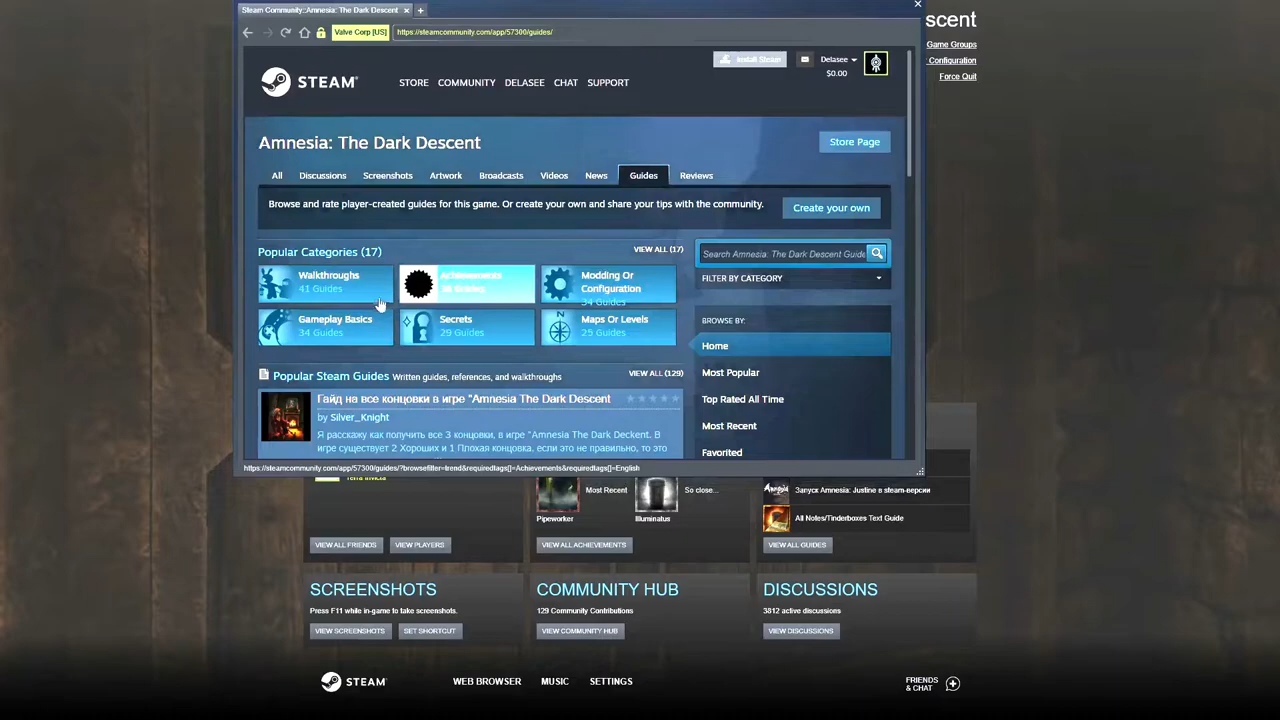 Steam Community::Amnesia: The Dark Descent
scent
Valve Corp [US]
https://steamcommunity.com/app/57300/guides/
Game Groups
Configuration
Force Quit
Install Steam
Delasee
$0.00
STEAM
STORE COMMUNITY DELASEE CHAT SUPPORT
Amnesia: The Dark Descent
Store Page
All Discussions Screenshots Artwork Broadcasts Videos News Guides Reviews
Browse and rate player-created guides for this game. Or create your own and share your tips with the community.
Create your own
Popular Categories (17)
VIEW ALL (17)
Walkthroughs
41 Guides
Achievements
Guides
Modding Or
Configuration
34 Guides
Gameplay Basics
34 Guides
Secrets
29 Guides
Maps Or Levels
25 Guides
Search Amnesia: The Dark Descent Guide
FILTER BY CATEGORY
BROWSE BY:
Home
Most Popular
Top Rated All Time
Most Recent
Favorited
Popular Steam Guides Written guides, references, and walkthroughs
VIEW ALL (129)
Гайд на все концовки в игре "Amnesia The Dark Descent
by Silver_Knight
Я расскажу как получить все 3 концовки, в игре "Amnesia The Dark Deckent. В
игре существует 2 Хороших и 1 Плохая концовка, если это не правильно, то это
https://steamcommunity.com/app/57300/guides/?browsefilter=trend&requiredtags[]=Achievements&requiredtags[]=English
Terra Invicta
Most Recent
So close...
Pipeworker
Illuminatus
Запуск Amnesia: Justine в steam-версии
All Notes/Tinderboxes Text Guide
VIEW ALL FRIENDS
VIEW PLAYERS
VIEW ALL ACHIEVEMENTS
VIEW ALL GUIDES
SCREENSHOTS
Press F11 while in-game to take screenshots.
VIEW SCREENSHOTS
SET SHORTCUT
COMMUNITY HUB
129 Community Contributions
VIEW COMMUNITY HUB
DISCUSSIONS
3812 active discussions
VIEW DISCUSSIONS
STEAM
WEB BROWSER MUSIC SETTINGS
FRIENDS
& CHAT